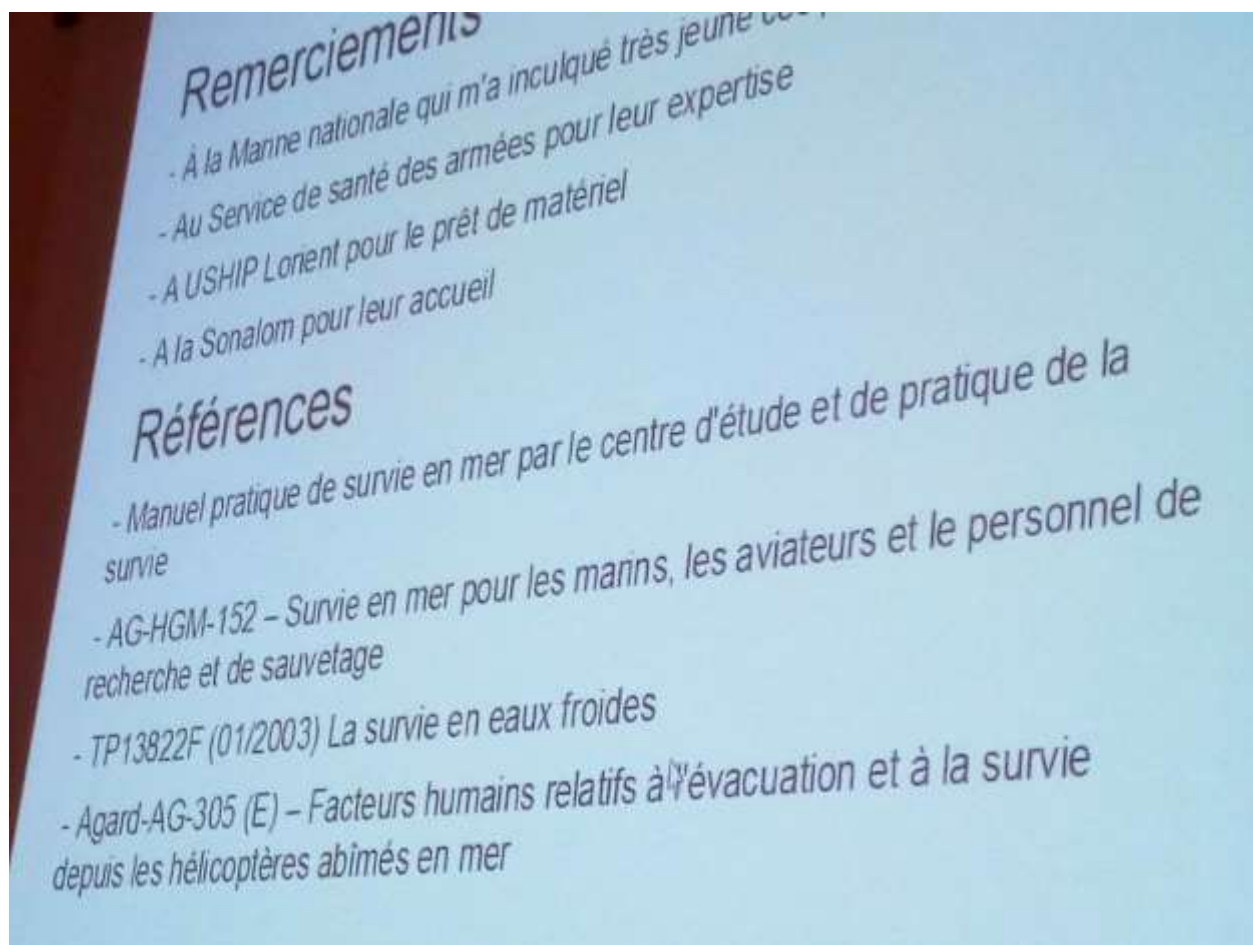 Remerciements
- À la Marine nationale qui m'a inculqué très jeune
- Au Service de santé des armées pour leur expertise
- A USHIP Lorient pour le prêt de matériel
- A la Sonalom pour leur accueil
Références
- Manuel pratique de survie en mer par le centre d'étude et de pratique de la
survie
- AG-HGM-152 – Survie en mer pour les marins, les aviateurs et le personnel de
recherche et de sauvetage
- TP13822F (01/2003) La survie en eaux froides
- Agard-AG-305 (E) – Facteurs humains relatifs à l'évacuation et à la survie
depuis les hélicoptères abîmés en mer